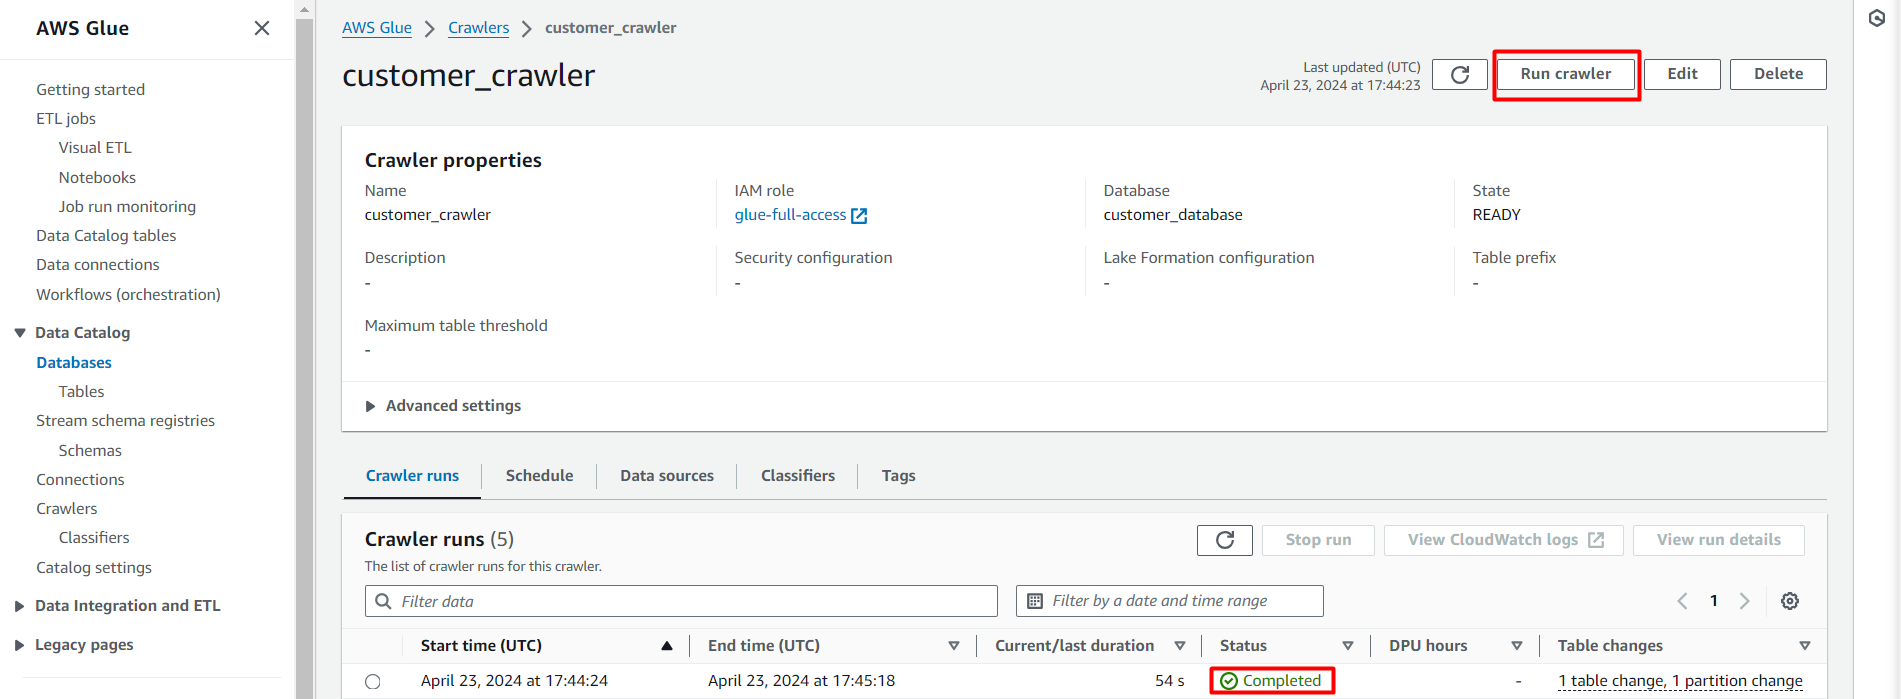 AWS Glue
Getting started
ETL jobs
Visual ETL
Notebooks
Job run monitoring
Data Catalog tables
Data connections
Workflows (orchestration)
Data Catalog
Databases
Tables
Stream schema registries
Schemas
Connections
Crawlers
Classifiers
Catalog settings
Data Integration and ETL
Legacy pages
AWS Glue > Crawlers > customer_crawler
customer_crawler
Last updated (UTC)
April 23, 2024 at 17:44:23
Run crawler Edit Delete
Crawler properties
Name IAM role Database State
customer_crawler glue-full-access customer_database READY
Description Security configuration Lake Formation configuration Table prefix
- - - -
Maximum table threshold
-
Advanced settings
Crawler runs Schedule Data sources Classifiers Tags
Crawler runs (5) Stop run View CloudWatch logs View run details
The list of crawler runs for this crawler.
Filter data Filter by a date and time range 1
Start time (UTC) End time (UTC) Current/last duration Status DPU hours Table changes
April 23, 2024 at 17:44:24 April 23, 2024 at 17:45:18 54 s Completed - 1 table change, 1 partition change